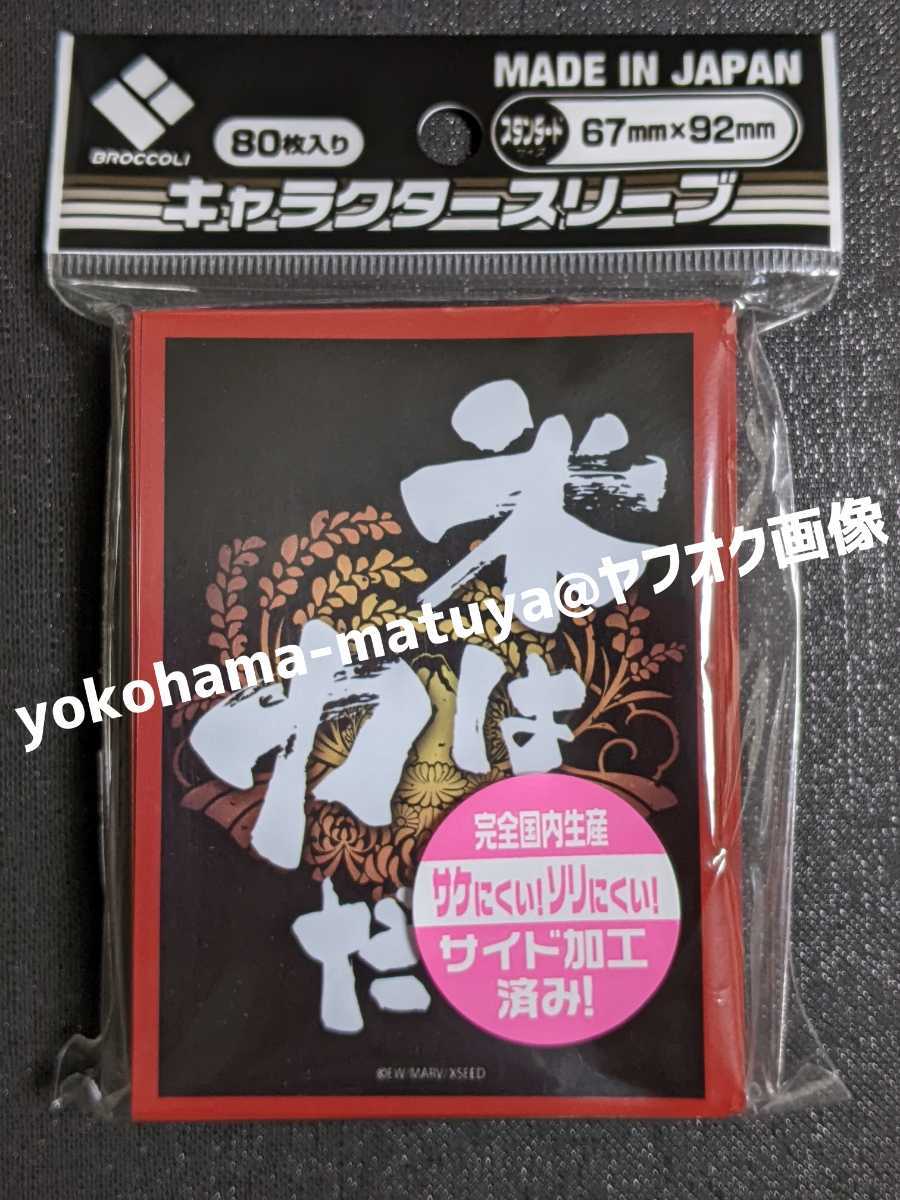 BROCCOLI
80枚入り
MADE IN JAPAN
スタンダード
サイズ
67mm×92mm
キャラクタースリーブ
米は
力だ
yokohama-matuya@ヤフオク画像
完全国内生産
サケにくい!ソリにくい!
サイド加工
済み!
©EW/MARV/XSEED